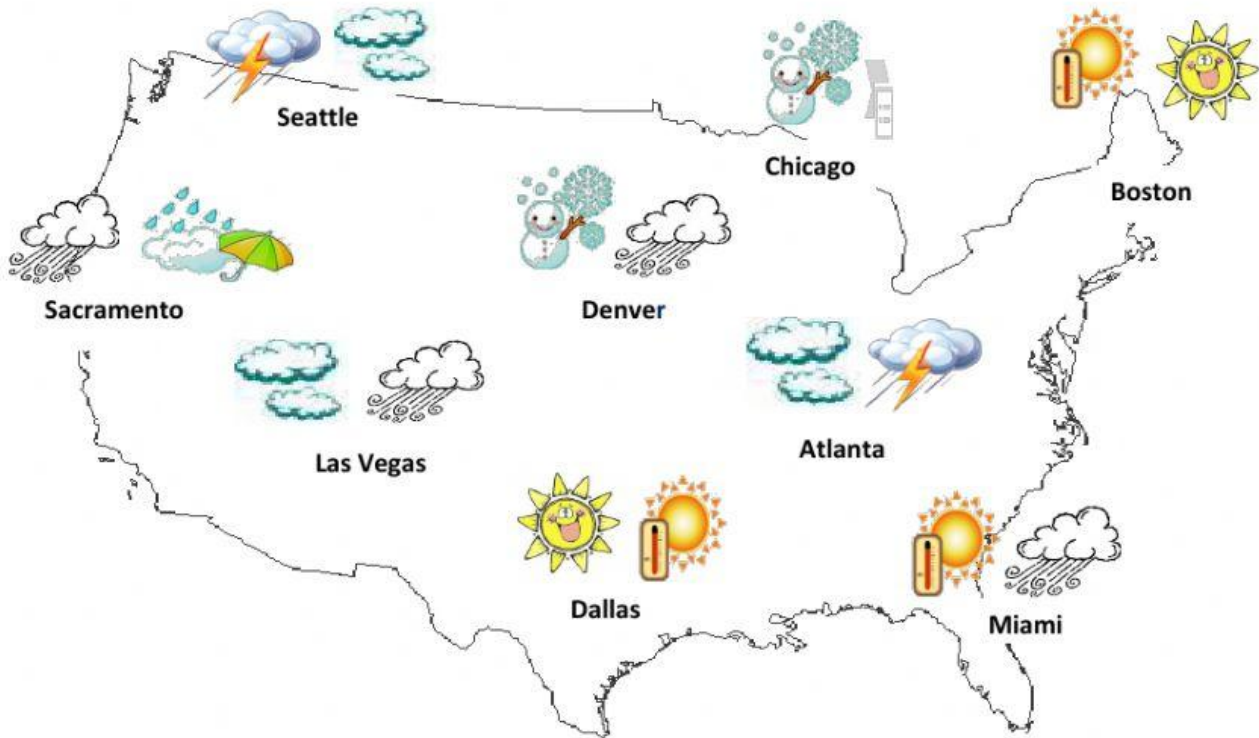 Seattle
Chicago
Boston
Sacramento
Denver
Las Vegas
Atlanta
Dallas
Miami